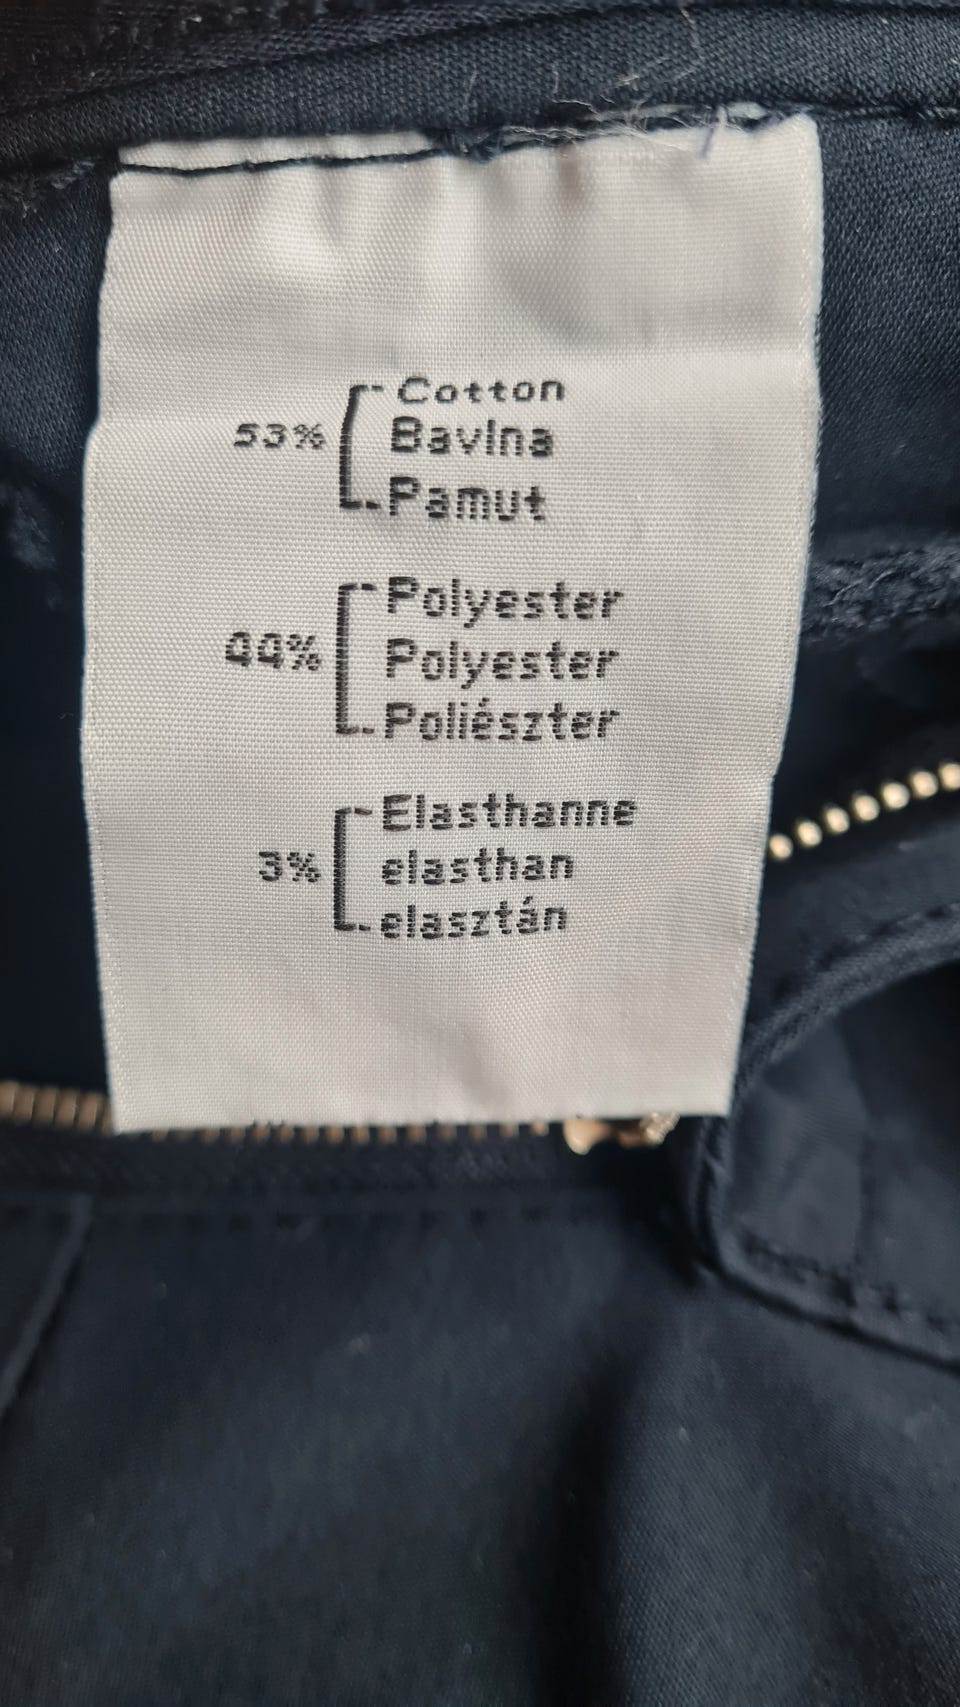 53%
Cotton
Bavlna
Pamut
44%
Polyester
Polyester
Poliészter
3%
Elasthanne
elasthan
elasztán